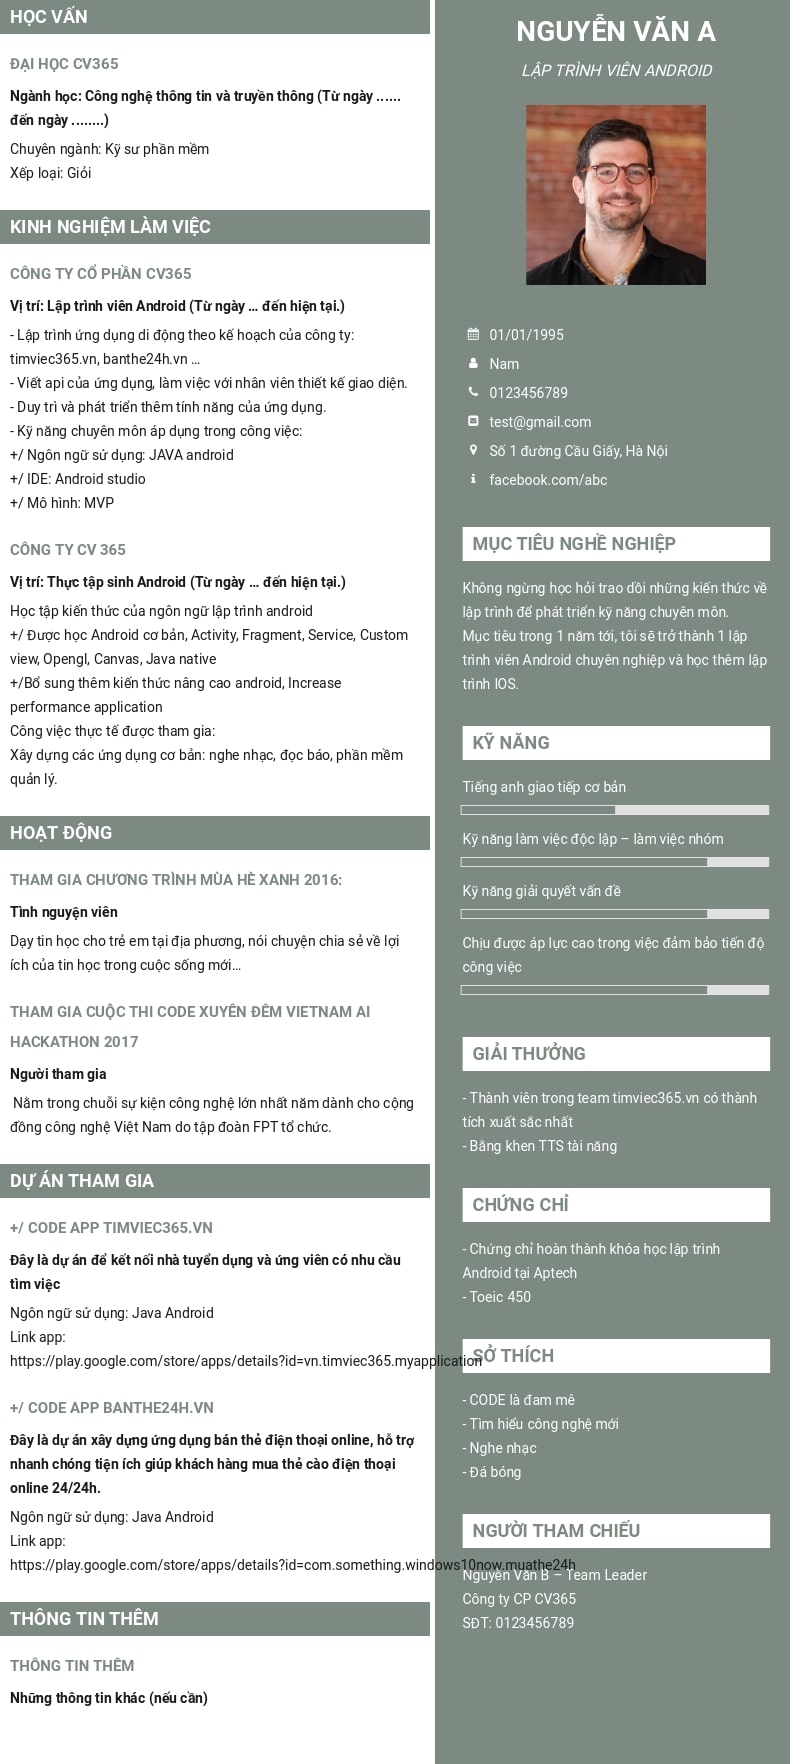 HỌC VẤN
ĐẠI HỌC CV365
Ngành học: Công nghệ thông tin và truyền thông (Từ ngày ......
đến ngày ........)
Chuyên ngành: Kỹ sư phần mềm
Xếp loại: Giỏi
KINH NGHIỆM LÀM VIỆC
CÔNG TY CỔ PHẦN CV365
Vị trí: Lập trình viên Android (Từ ngày ... đến hiện tại.)
- Lập trình ứng dụng di động theo kế hoạch của công ty:
timviec365.vn, banthe24h.vn ...
- Viết api của ứng dụng, làm việc với nhân viên thiết kế giao diện.
- Duy trì và phát triển thêm tính năng của ứng dụng.
- Kỹ năng chuyên môn áp dụng trong công việc:
+/ Ngôn ngữ sử dụng: JAVA android
+/ IDE: Android studio
+/ Mô hình: MVP
CÔNG TY CV 365
Vị trí: Thực tập sinh Android (Từ ngày ... đến hiện tại.)
Học tập kiến thức của ngôn ngữ lập trình android
+/ Được học Android cơ bản, Activity, Fragment, Service, Custom
view, Opengl, Canvas, Java native
+/Bổ sung thêm kiến thức nâng cao android, Increase
performance application
Công việc thực tế được tham gia:
Xây dựng các ứng dụng cơ bản: nghe nhạc, đọc báo, phần mềm
quản lý.
HOẠT ĐỘNG
THAM GIA CHƯƠNG TRÌNH MÙA HÈ XANH 2016:
Tình nguyện viên
Dạy tin học cho trẻ em tại địa phương, nói chuyện chia sẻ về lợi
ích của tin học trong cuộc sống mới...
THAM GIA CUỘC THI CODE XUYÊN ĐÊM VIETNAM AI
HACKATHON 2017
Người tham gia
Nằm trong chuỗi sự kiện công nghệ lớn nhất năm dành cho cộng
đồng công nghệ Việt Nam do tập đoàn FPT tổ chức.
DỰ ÁN THAM GIA
+/ CODE APP TIMVIEC365.VN
Đây là dự án để kết nối nhà tuyển dụng và ứng viên có nhu cầu
tìm việc
Ngôn ngữ sử dụng: Java Android
Link app:
https://play.google.com/store/apps/details?id=vn.timviec365.myapplication
+/ CODE APP BANTHE24H.VN
Đây là dự án xây dựng ứng dụng bán thẻ điện thoại online, hỗ trợ
nhanh chóng tiện ích giúp khách hàng mua thẻ cào điện thoại
online 24/24h.
Ngôn ngữ sử dụng: Java Android
Link app:
https://play.google.com/store/apps/details?id=com.something.windows10now.muathe24h
THÔNG TIN THÊM
THÔNG TIN THÊM
Những thông tin khác (nếu cần)
NGUYỄN VĂN A
LẬP TRÌNH VIÊN ANDROID
01/01/1995
Nam
0123456789
test@gmail.com
Số 1 đường Cầu Giấy, Hà Nội
facebook.com/abc
MỤC TIÊU NGHỀ NGHIỆP
Không ngừng học hỏi trao dồi những kiến thức về
lập trình để phát triển kỹ năng chuyên môn.
Mục tiêu trong 1 năm tới, tôi sẽ trở thành 1 lập
trình viên Android chuyên nghiệp và học thêm lập
trình IOS.
KỸ NĂNG
Tiếng anh giao tiếp cơ bản
Kỹ năng làm việc độc lập – làm việc nhóm
Kỹ năng giải quyết vấn đề
Chịu được áp lực cao trong việc đảm bảo tiến độ
công việc
GIẢI THƯỞNG
- Thành viên trong team timviec365.vn có thành
tích xuất sắc nhất
- Bằng khen TTS tài năng
CHỨNG CHỈ
- Chứng chỉ hoàn thành khóa học lập trình
Android tại Aptech
- Toeic 450
SỞ THÍCH
- CODE là đam mê
- Tìm hiểu công nghệ mới
- Nghe nhạc
- Đá bóng
NGƯỜI THAM CHIẾU
Nguyễn Văn B – Team Leader
Công ty CP CV365
SĐT: 0123456789